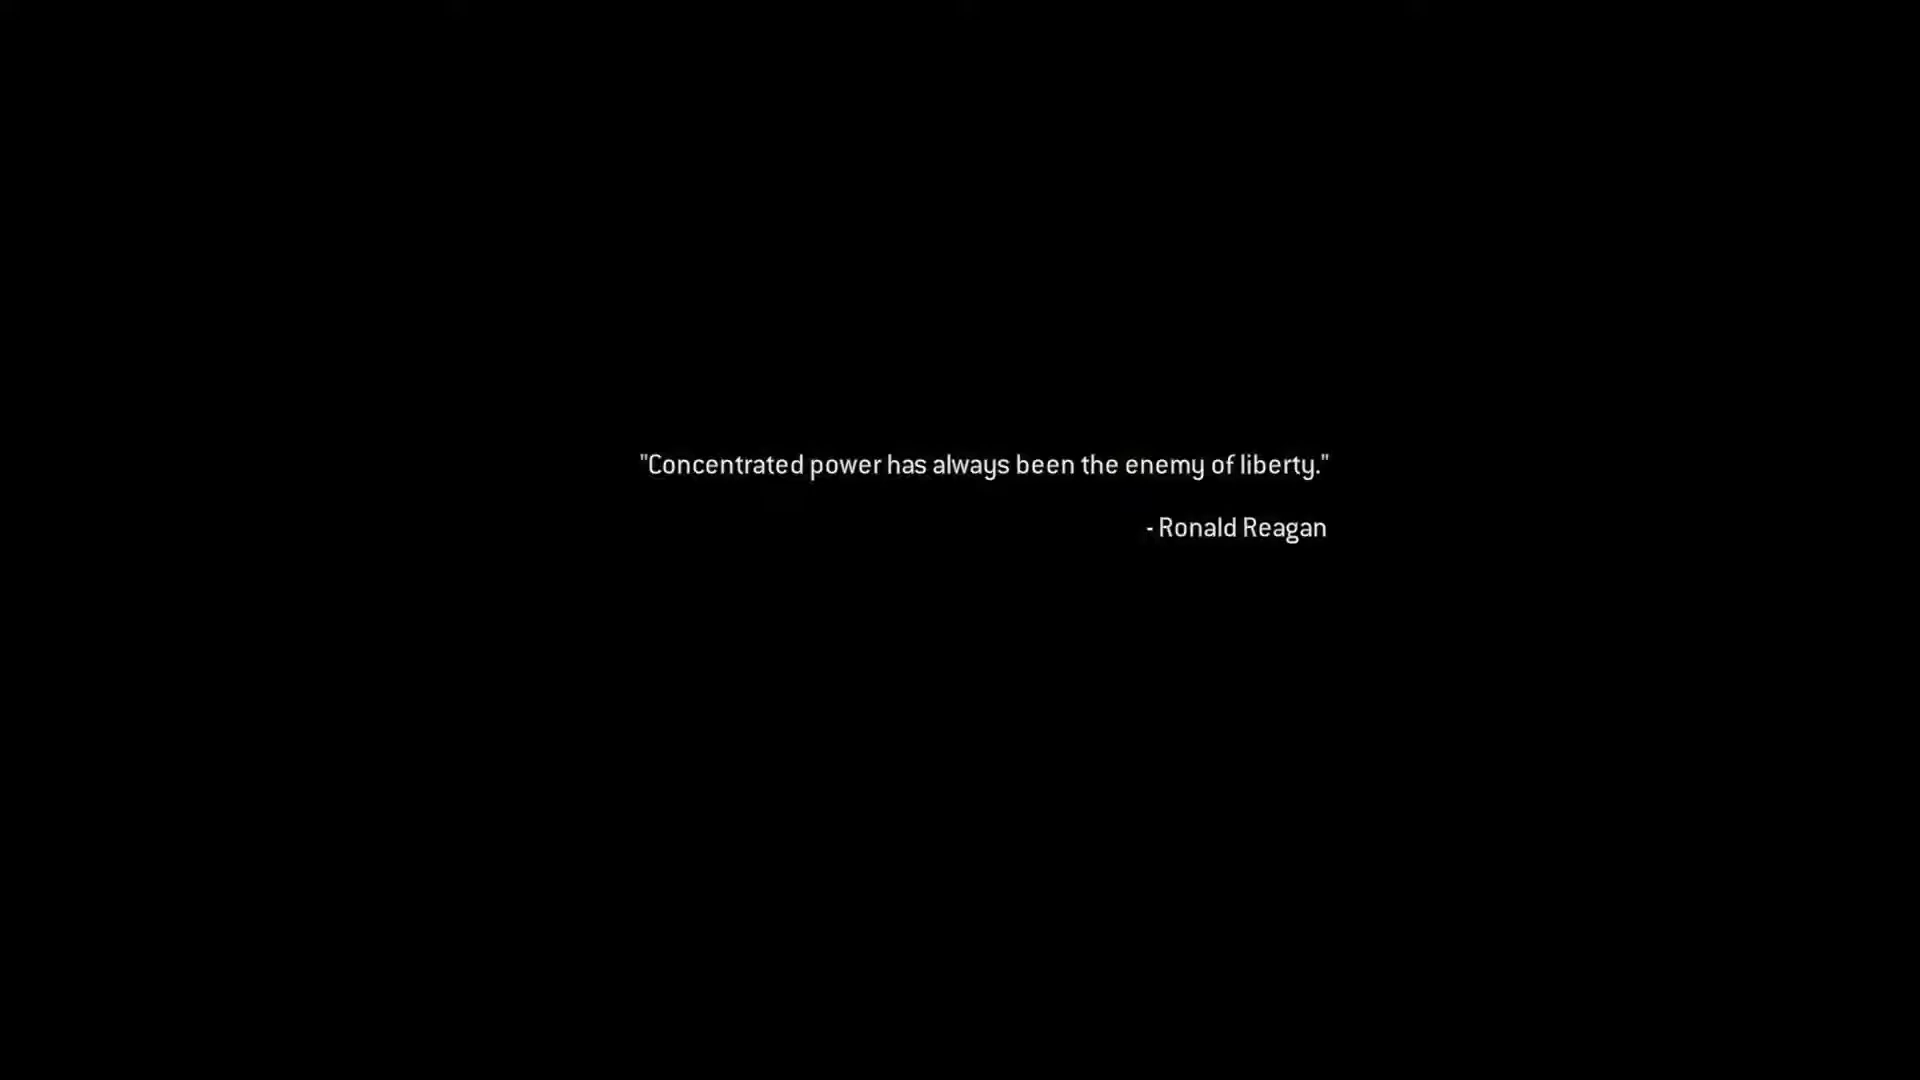 "Concentrated power has always been the enemy of liberty."
- Ronald Reagan